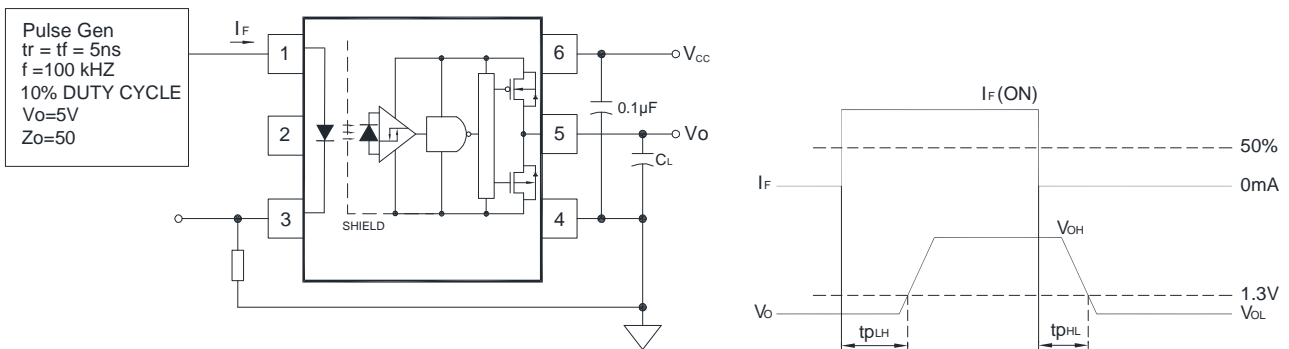 Pulse Gen
tr = tf = 5ns
f =100 kHZ
10% DUTY CYCLE
Vo=5V
Zo=50
IF
1
2
3
SHIELD
6
5
4
VCC
0.1µF
Vo
CL
IF(ON)
50%
IF
0mA
VOH
1.3V
VO
VOL
tpLH
tpHL